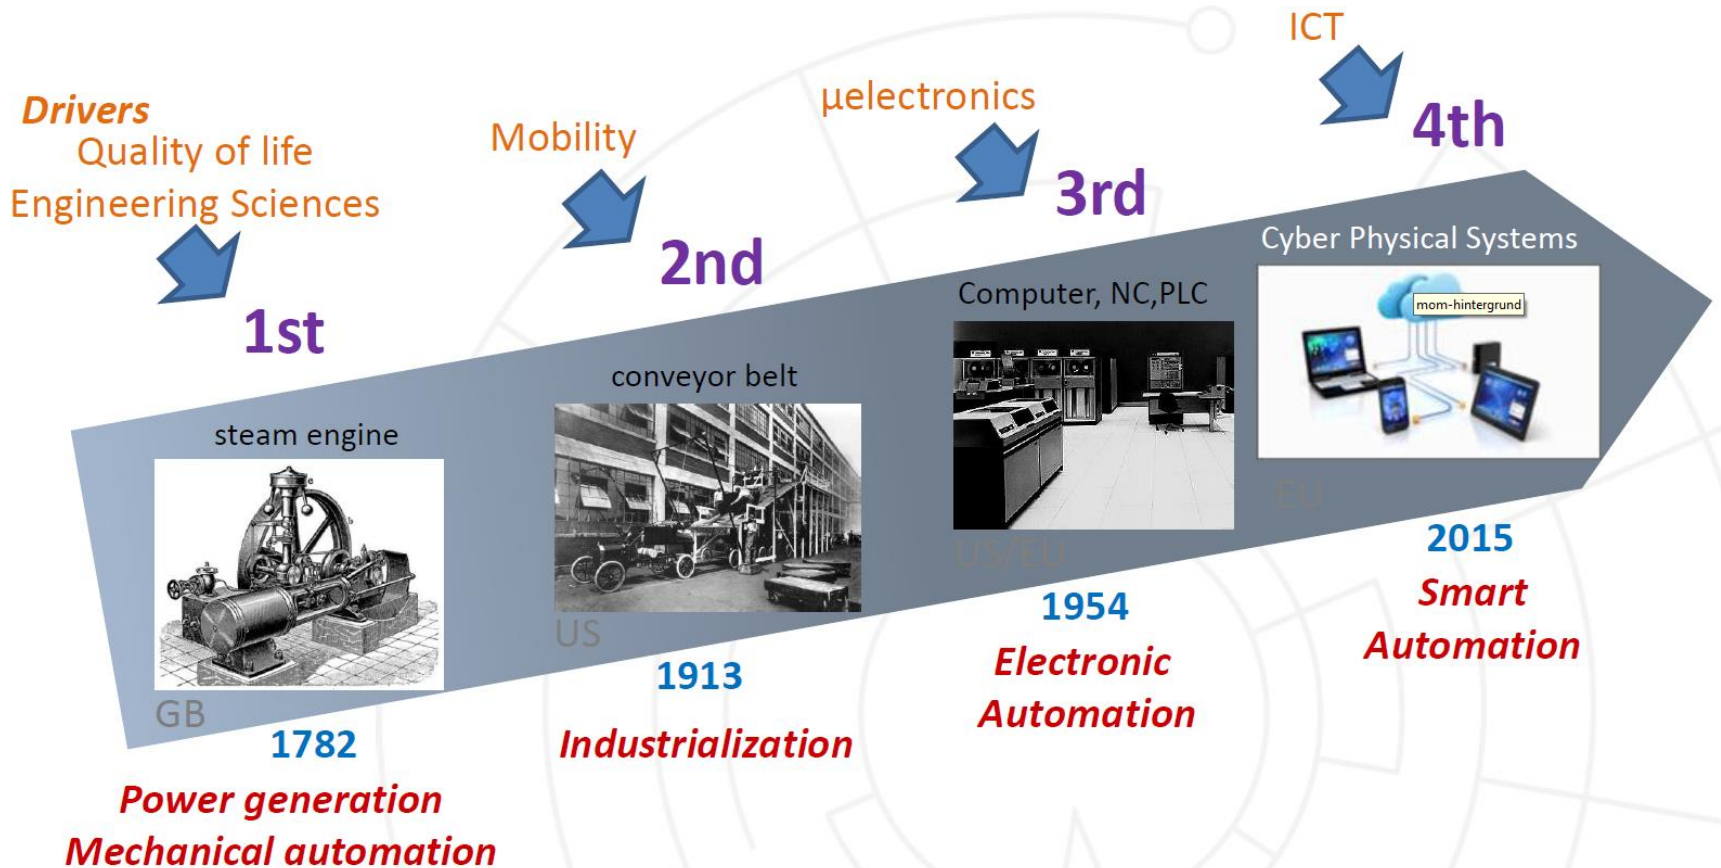 Drivers
Quality of life
Engineering Sciences
1st
steam engine
GB
1782
Power generation
Mechanical automation
Mobility
2nd
conveyor belt
US
1913
Industrialization
µelectronics
3rd
Computer, NC,PLC
US/EU
1954
Electronic
Automation
ICT
4th
Cyber Physical Systems
mom-hintergrund
EU
2015
Smart
Automation